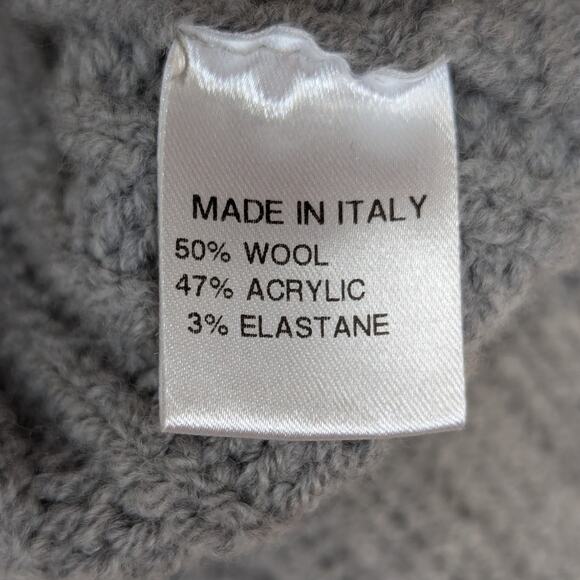 MADE IN ITALY
50% WOOL
47% ACRYLIC
3% ELASTANE